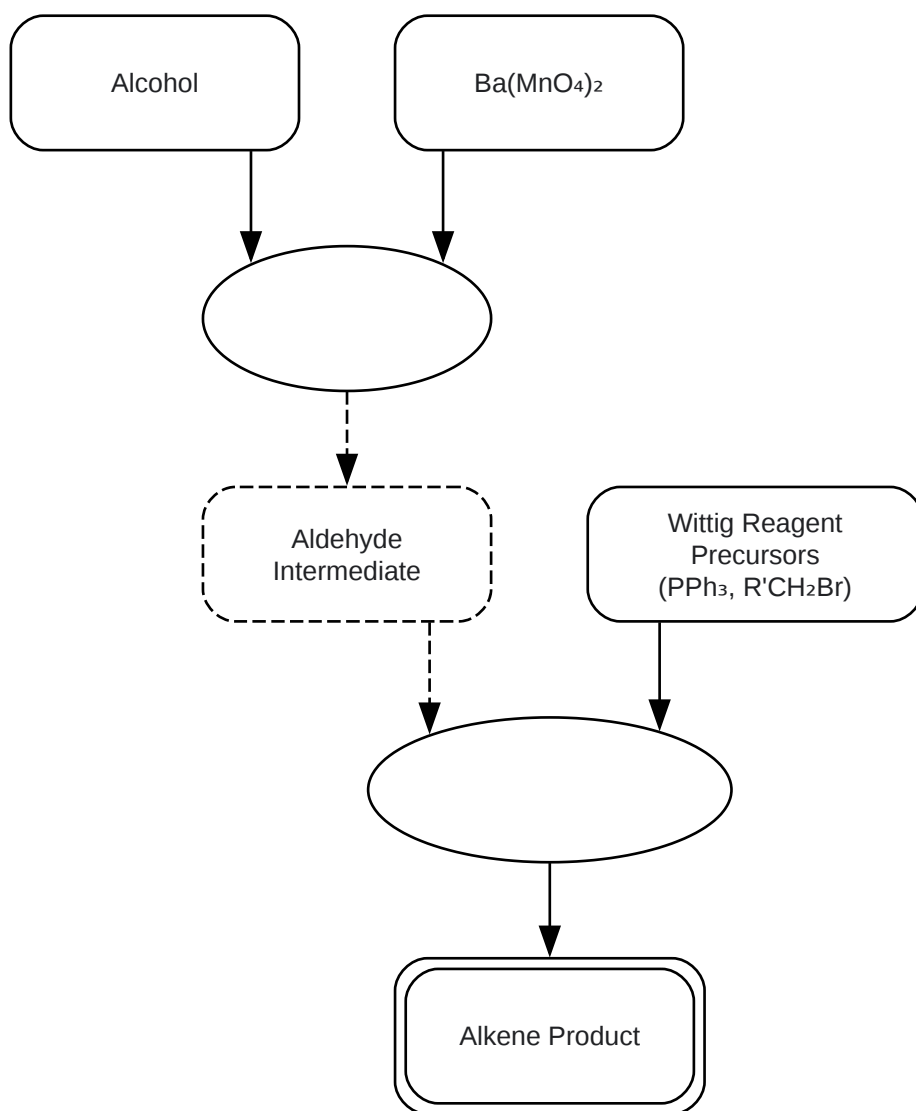 Alcohol
Ba(MnO₄)₂
Aldehyde
Intermediate
Wittig Reagent
Precursors
(PPh₃, R'CH₂Br)
Alkene Product